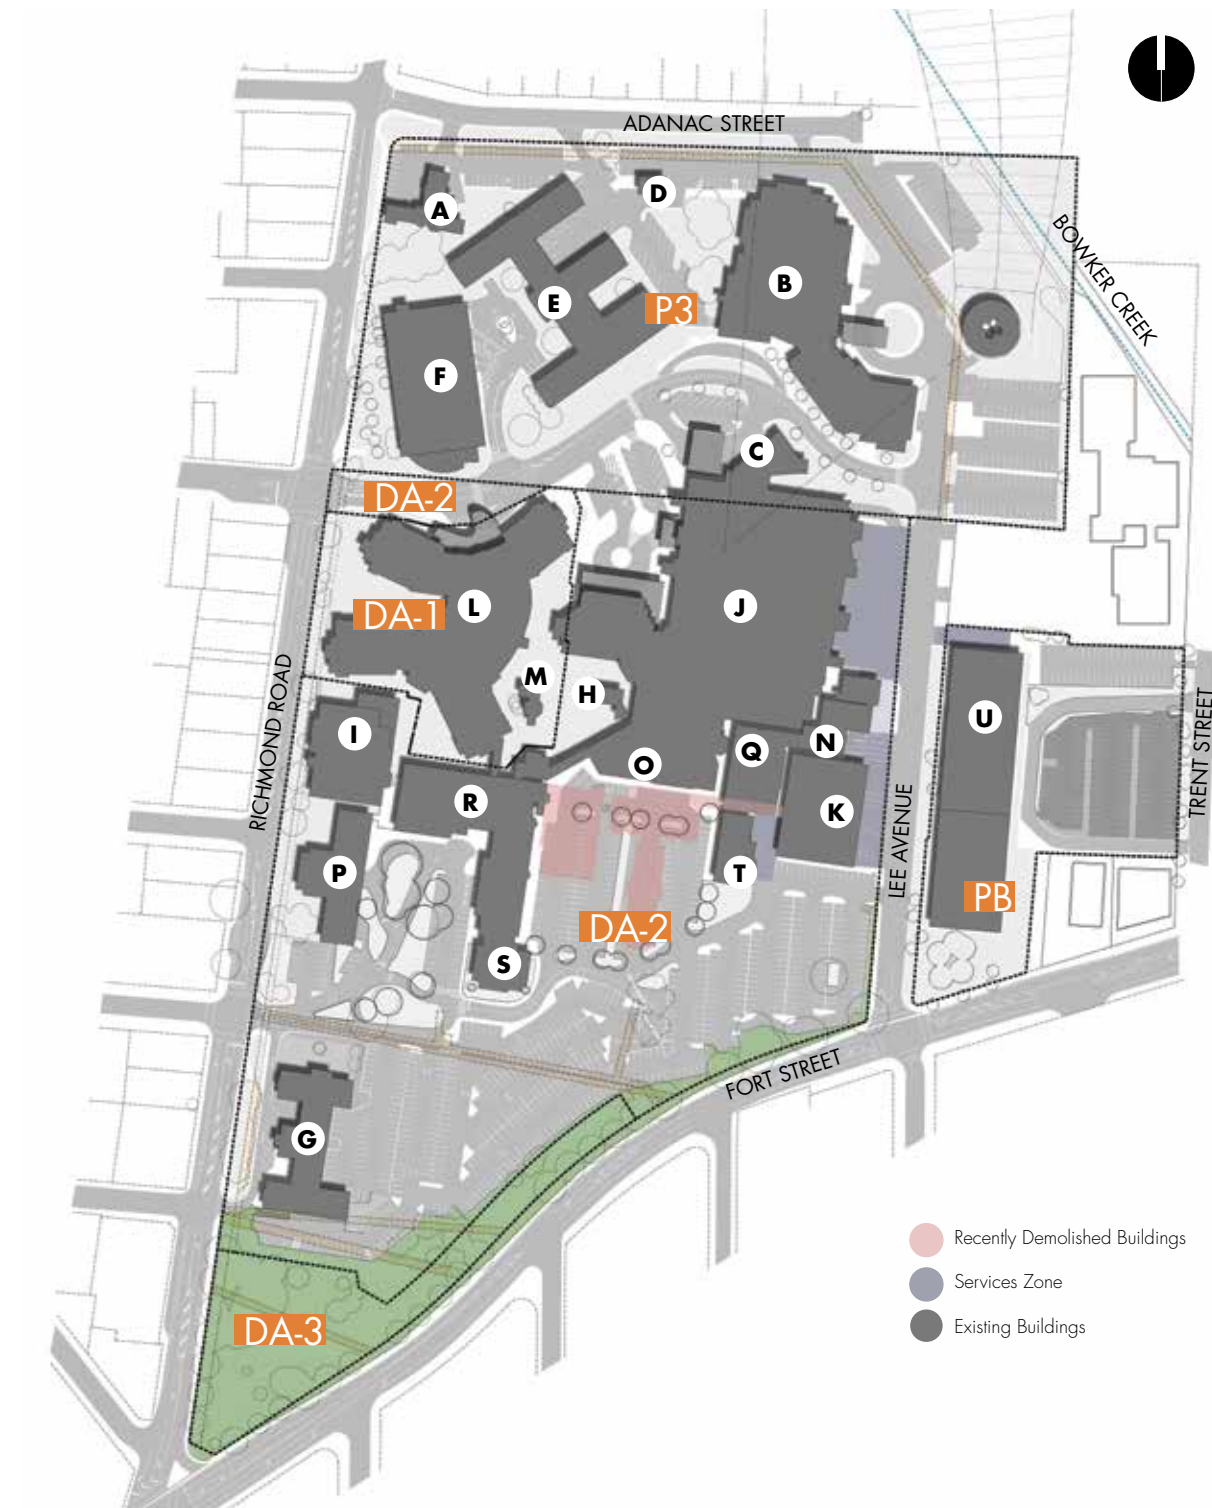 ADANAC STREET
D
A
BOWKER CREEK
B
E
P3
F
C
DA-2
L
J
DA-1
M
H
RICHMOND ROAD
U
TRENT STREET
I
N
Q
O
R
K
LEE AVENUE
P
T
PB
DA-2
S
FORT STREET
G
Recently Demolished Buildings
Services Zone
DA-3
Existing Buildings